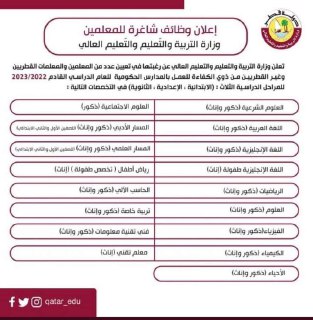 إعلان وظائف شاغرة للمعلمين
وزارة التربية والتعليم والتعليم العالي
تعلن وزارة التربية والتعليم والتعليم العالي عن رغبتها في تعيين عدد من المعلمين والمعلمات القطريين
وغير القطريين من ذوي الكفاءة للعمل بالمدارس الحكومية للعام الدراسي القادم 2023/2022
للمراحل الدراسية الثلاث : (الابتدائية ، الإعدادية ، الثانوية) في التخصصات التالية :
العلوم الشرعية (ذكور وإناث)
العلوم الاجتماعية (ذكور)
اللغة العربية (ذكور وإناث)
المسار الأدبي (ذكور وإناث) (للصفين الأول والثاني الابتدائي)
اللغة الإنجليزية (ذكور وإناث)
المسار العلمي (ذكور وإناث) (للصفين الأول والثاني الابتدائي)
اللغة الإنجليزية طفولة (إناث)
رياض أطفال ( تخصص طفولة ) (إناث)
الرياضيات (ذكور وإناث)
الحاسب الآلي (ذكور وإناث)
العلوم (ذكور وإناث)
تربية خاصة (ذكور وإناث)
الفيزياء (ذكور وإناث)
فني تقنية معلومات (ذكور وإناث)
الكيمياء (ذكور وإناث)
معلم تقني (إناث)
الأحياء (ذكور وإناث)
qatar_edu